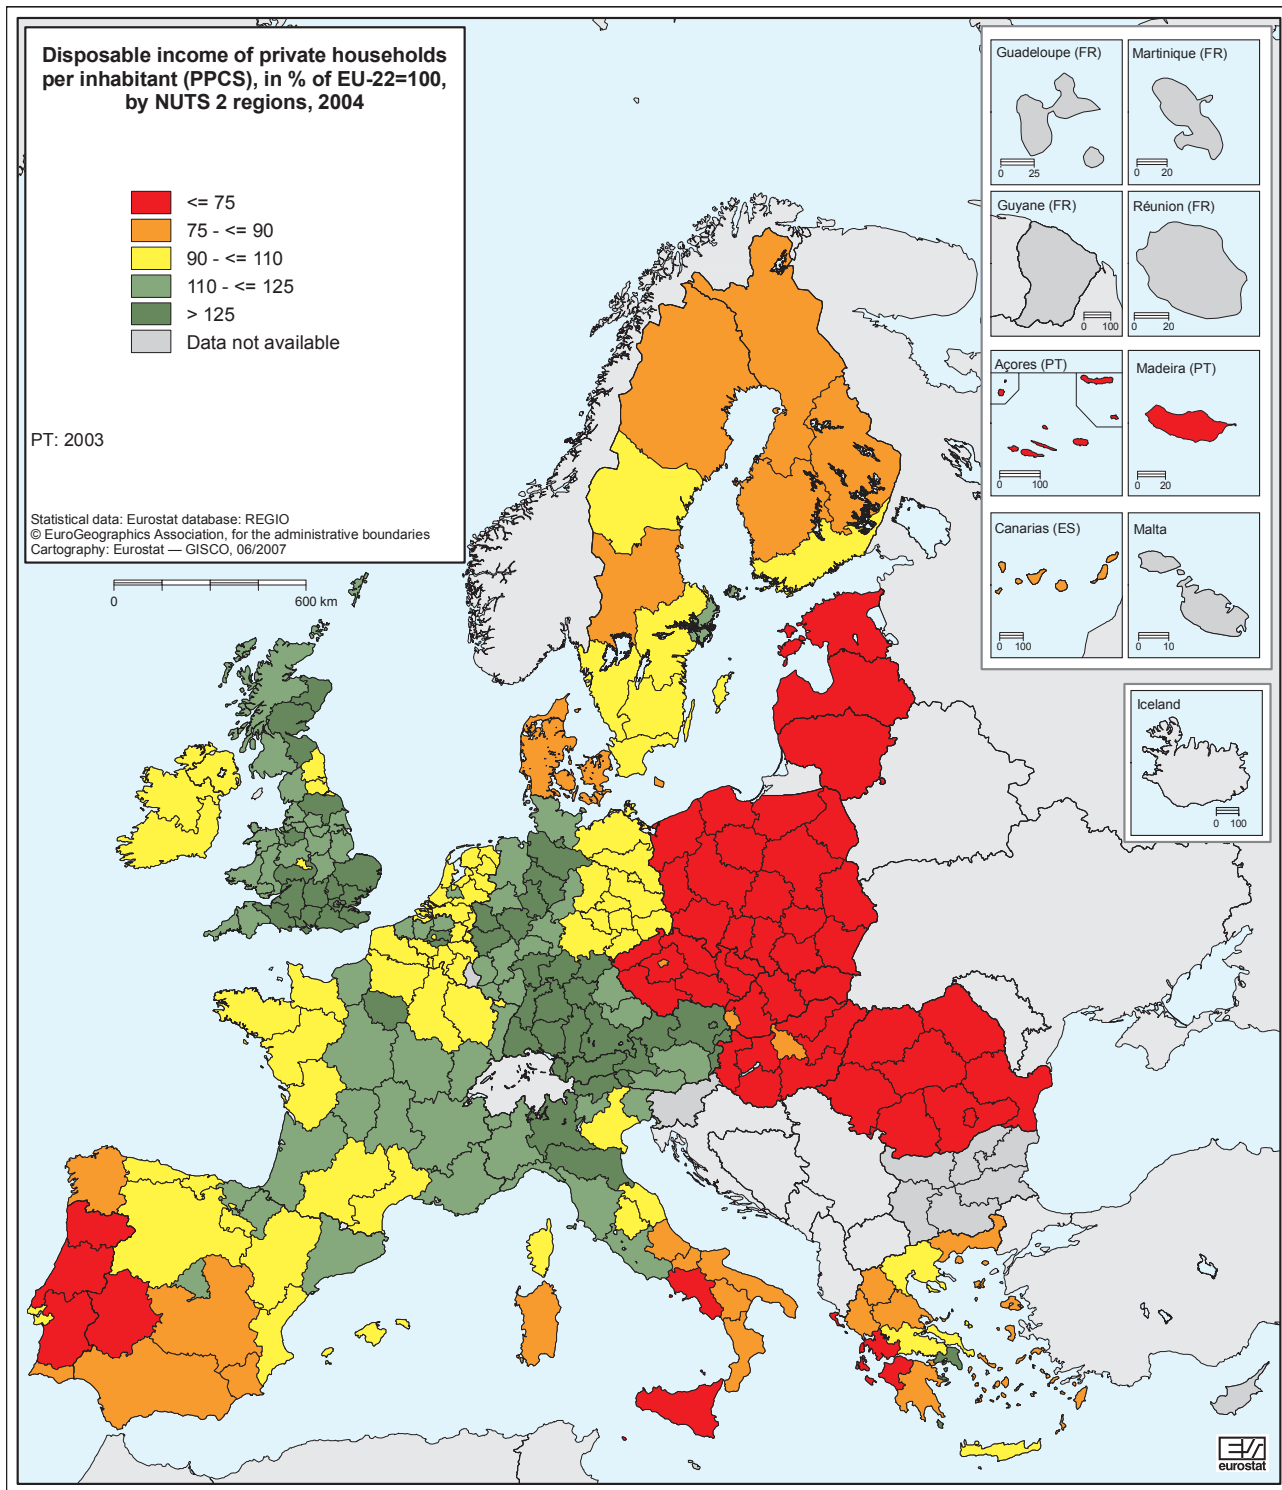 Disposable income of private households
per inhabitant (PPCS), in % of EU-22=100,
by NUTS 2 regions, 2004
<= 75
75 - <= 90
90 - <= 110
110 - <= 125
> 125
Data not available
PT: 2003
Statistical data: Eurostat database: REGIO
© EuroGeographics Association, for the administrative boundaries
Cartography: Eurostat — GISCO, 06/2007
0 600 km
Guadeloupe (FR)
0 25
Martinique (FR)
0 20
Guyane (FR)
0 100
Réunion (FR)
0 20
Açores (PT)
0 100
Madeira (PT)
0 20
Canarias (ES)
0 100
Malta
0 10
Iceland
0 100
eurostat